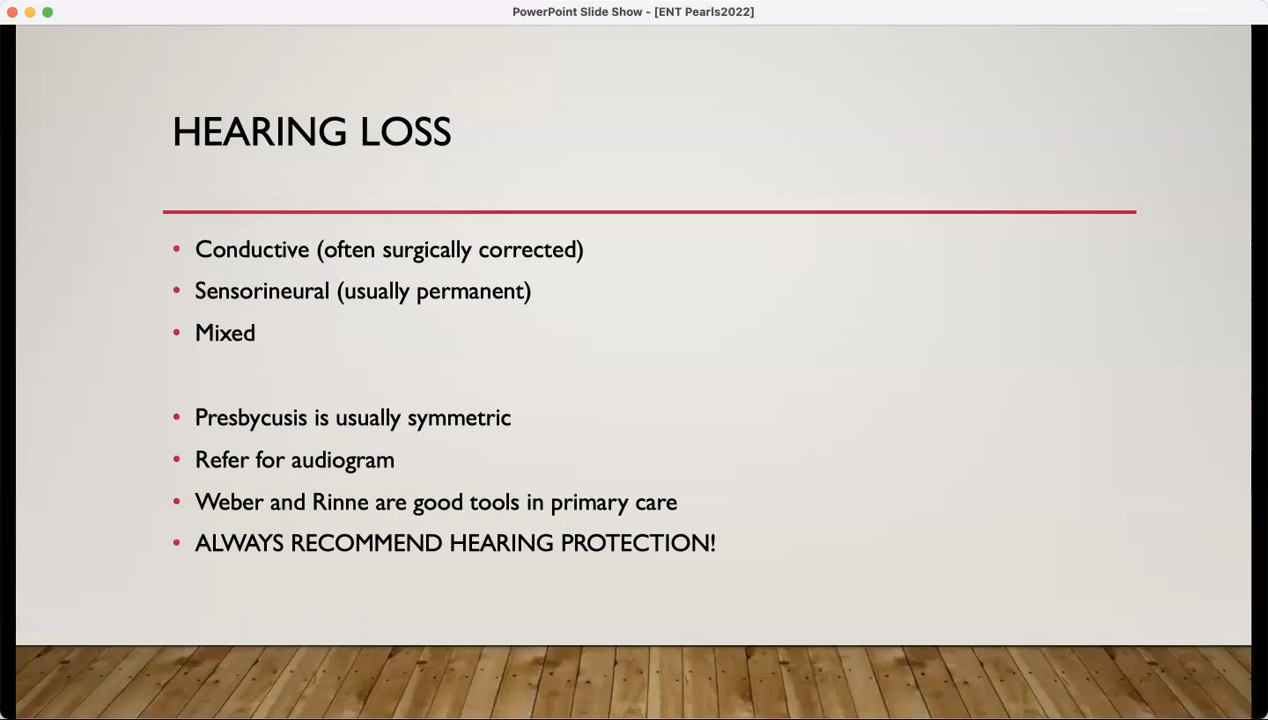 PowerPoint Slide Show - [ENT Pearls2022]
HEARING LOSS
• Conductive (often surgically corrected)
• Sensorineural (usually permanent)
• Mixed
• Presbycusis is usually symmetric
• Refer for audiogram
• Weber and Rinne are good tools in primary care
• ALWAYS RECOMMEND HEARING PROTECTION!